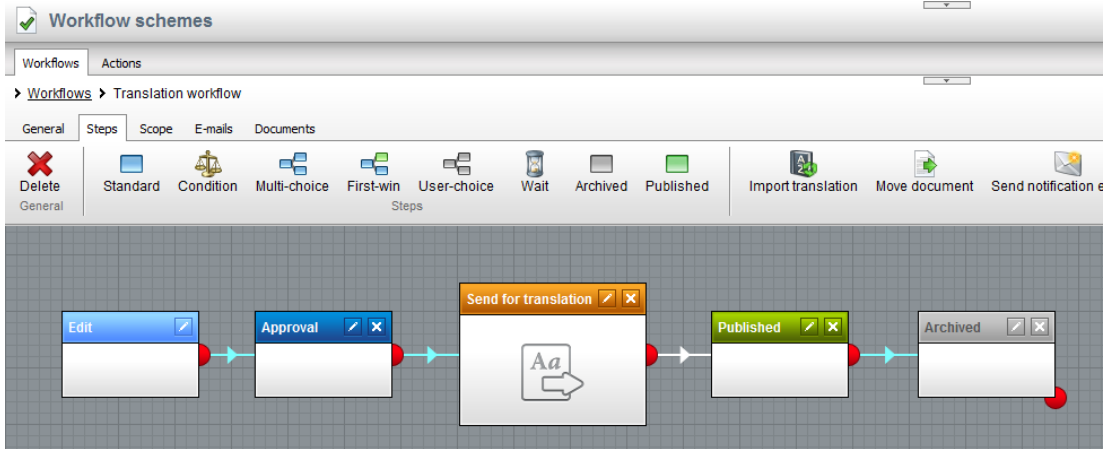 Workflow schemes
Workflows Actions
Workflows Translation workflow
General Steps Scope E-mails Documents
Delete Standard Condition Multi-choice First-win User-choice Wait Archived Published Import translation Move document Send notification e
General Steps
Send for translation
Edit Approval Published Archived
Aa